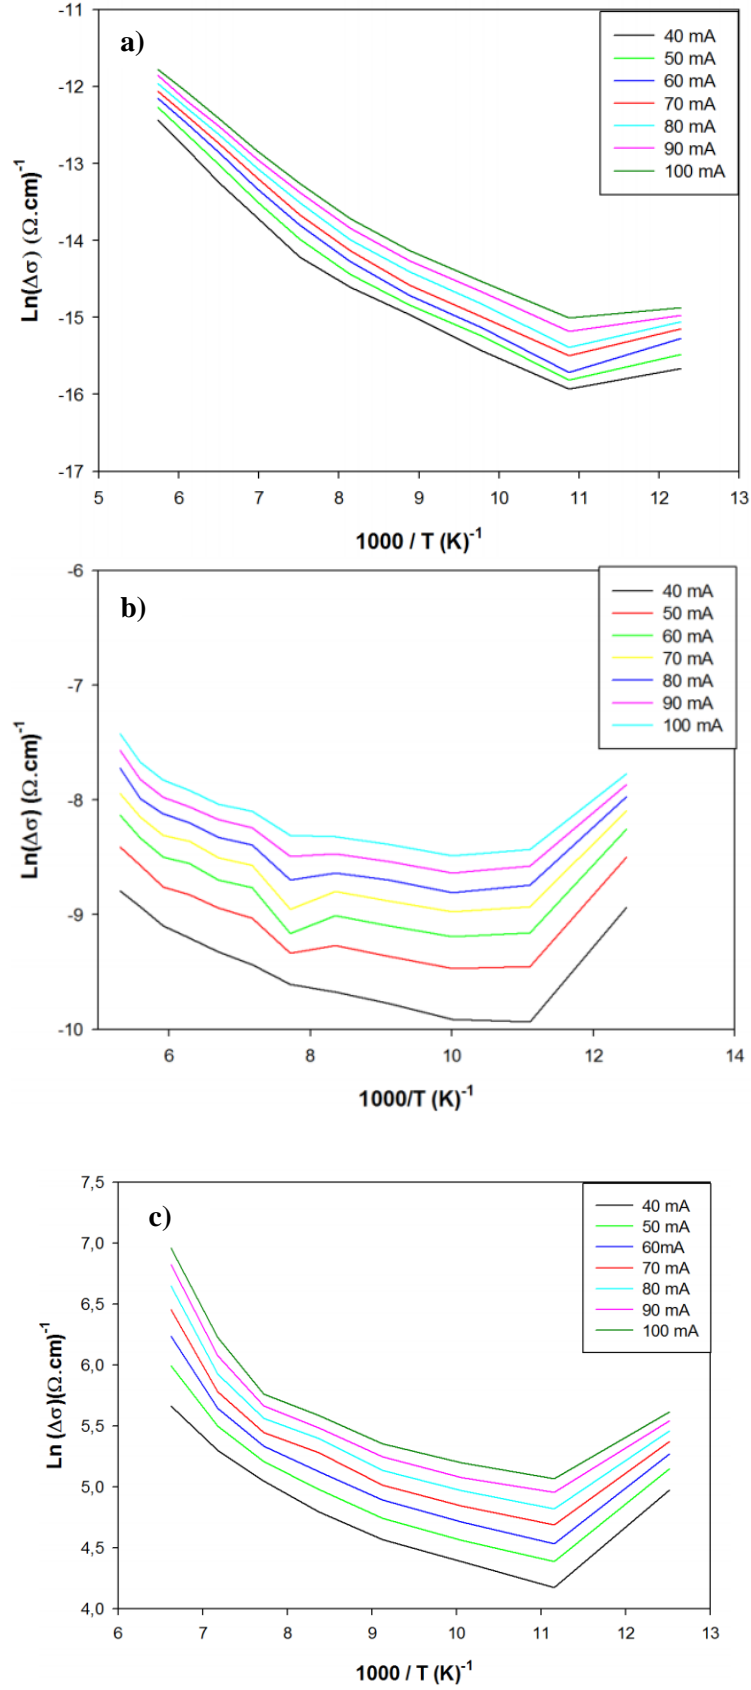 a)
-11
-12
-13
-14
-15
-16
-17
Ln(Δσ) (Ω.cm)-1
40 mA
50 mA
60 mA
70 mA
80 mA
90 mA
100 mA
5 6 7 8 9 10 11 12 13
1000 / T (K)-1
b)
-6
-7
-8
-9
-10
Ln(Δσ) (Ω.cm)-1
40 mA
50 mA
60 mA
70 mA
80 mA
90 mA
100 mA
6 8 10 12 14
1000/T (K)-1
c)
7,5
7,0
6,5
6,0
5,5
5,0
4,5
4,0
Ln (Δσ)(Ω.cm)-1
40 mA
50 mA
60mA
70 mA
80 mA
90 mA
100 mA
6 7 8 9 10 11 12 13
1000 / T (K)-1